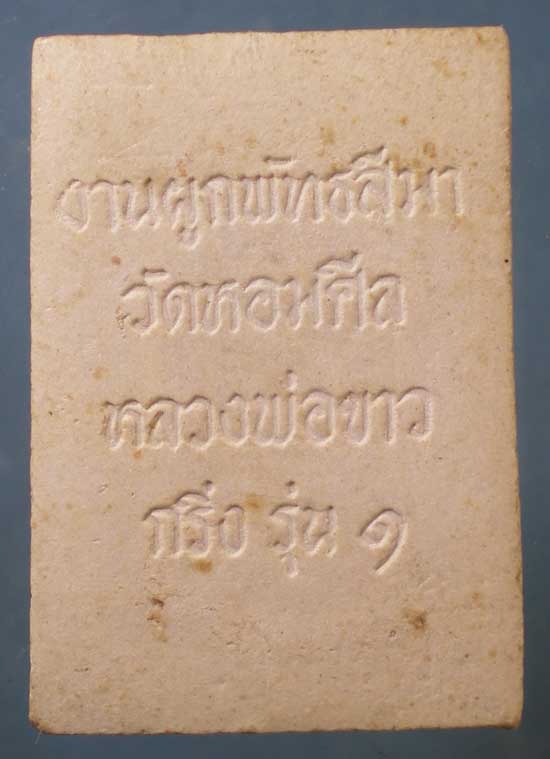 งานผูกพัทธสีมา
วัดหอมศีล
หลวงพ่อขาว
กริ่ง รุ่น ๑